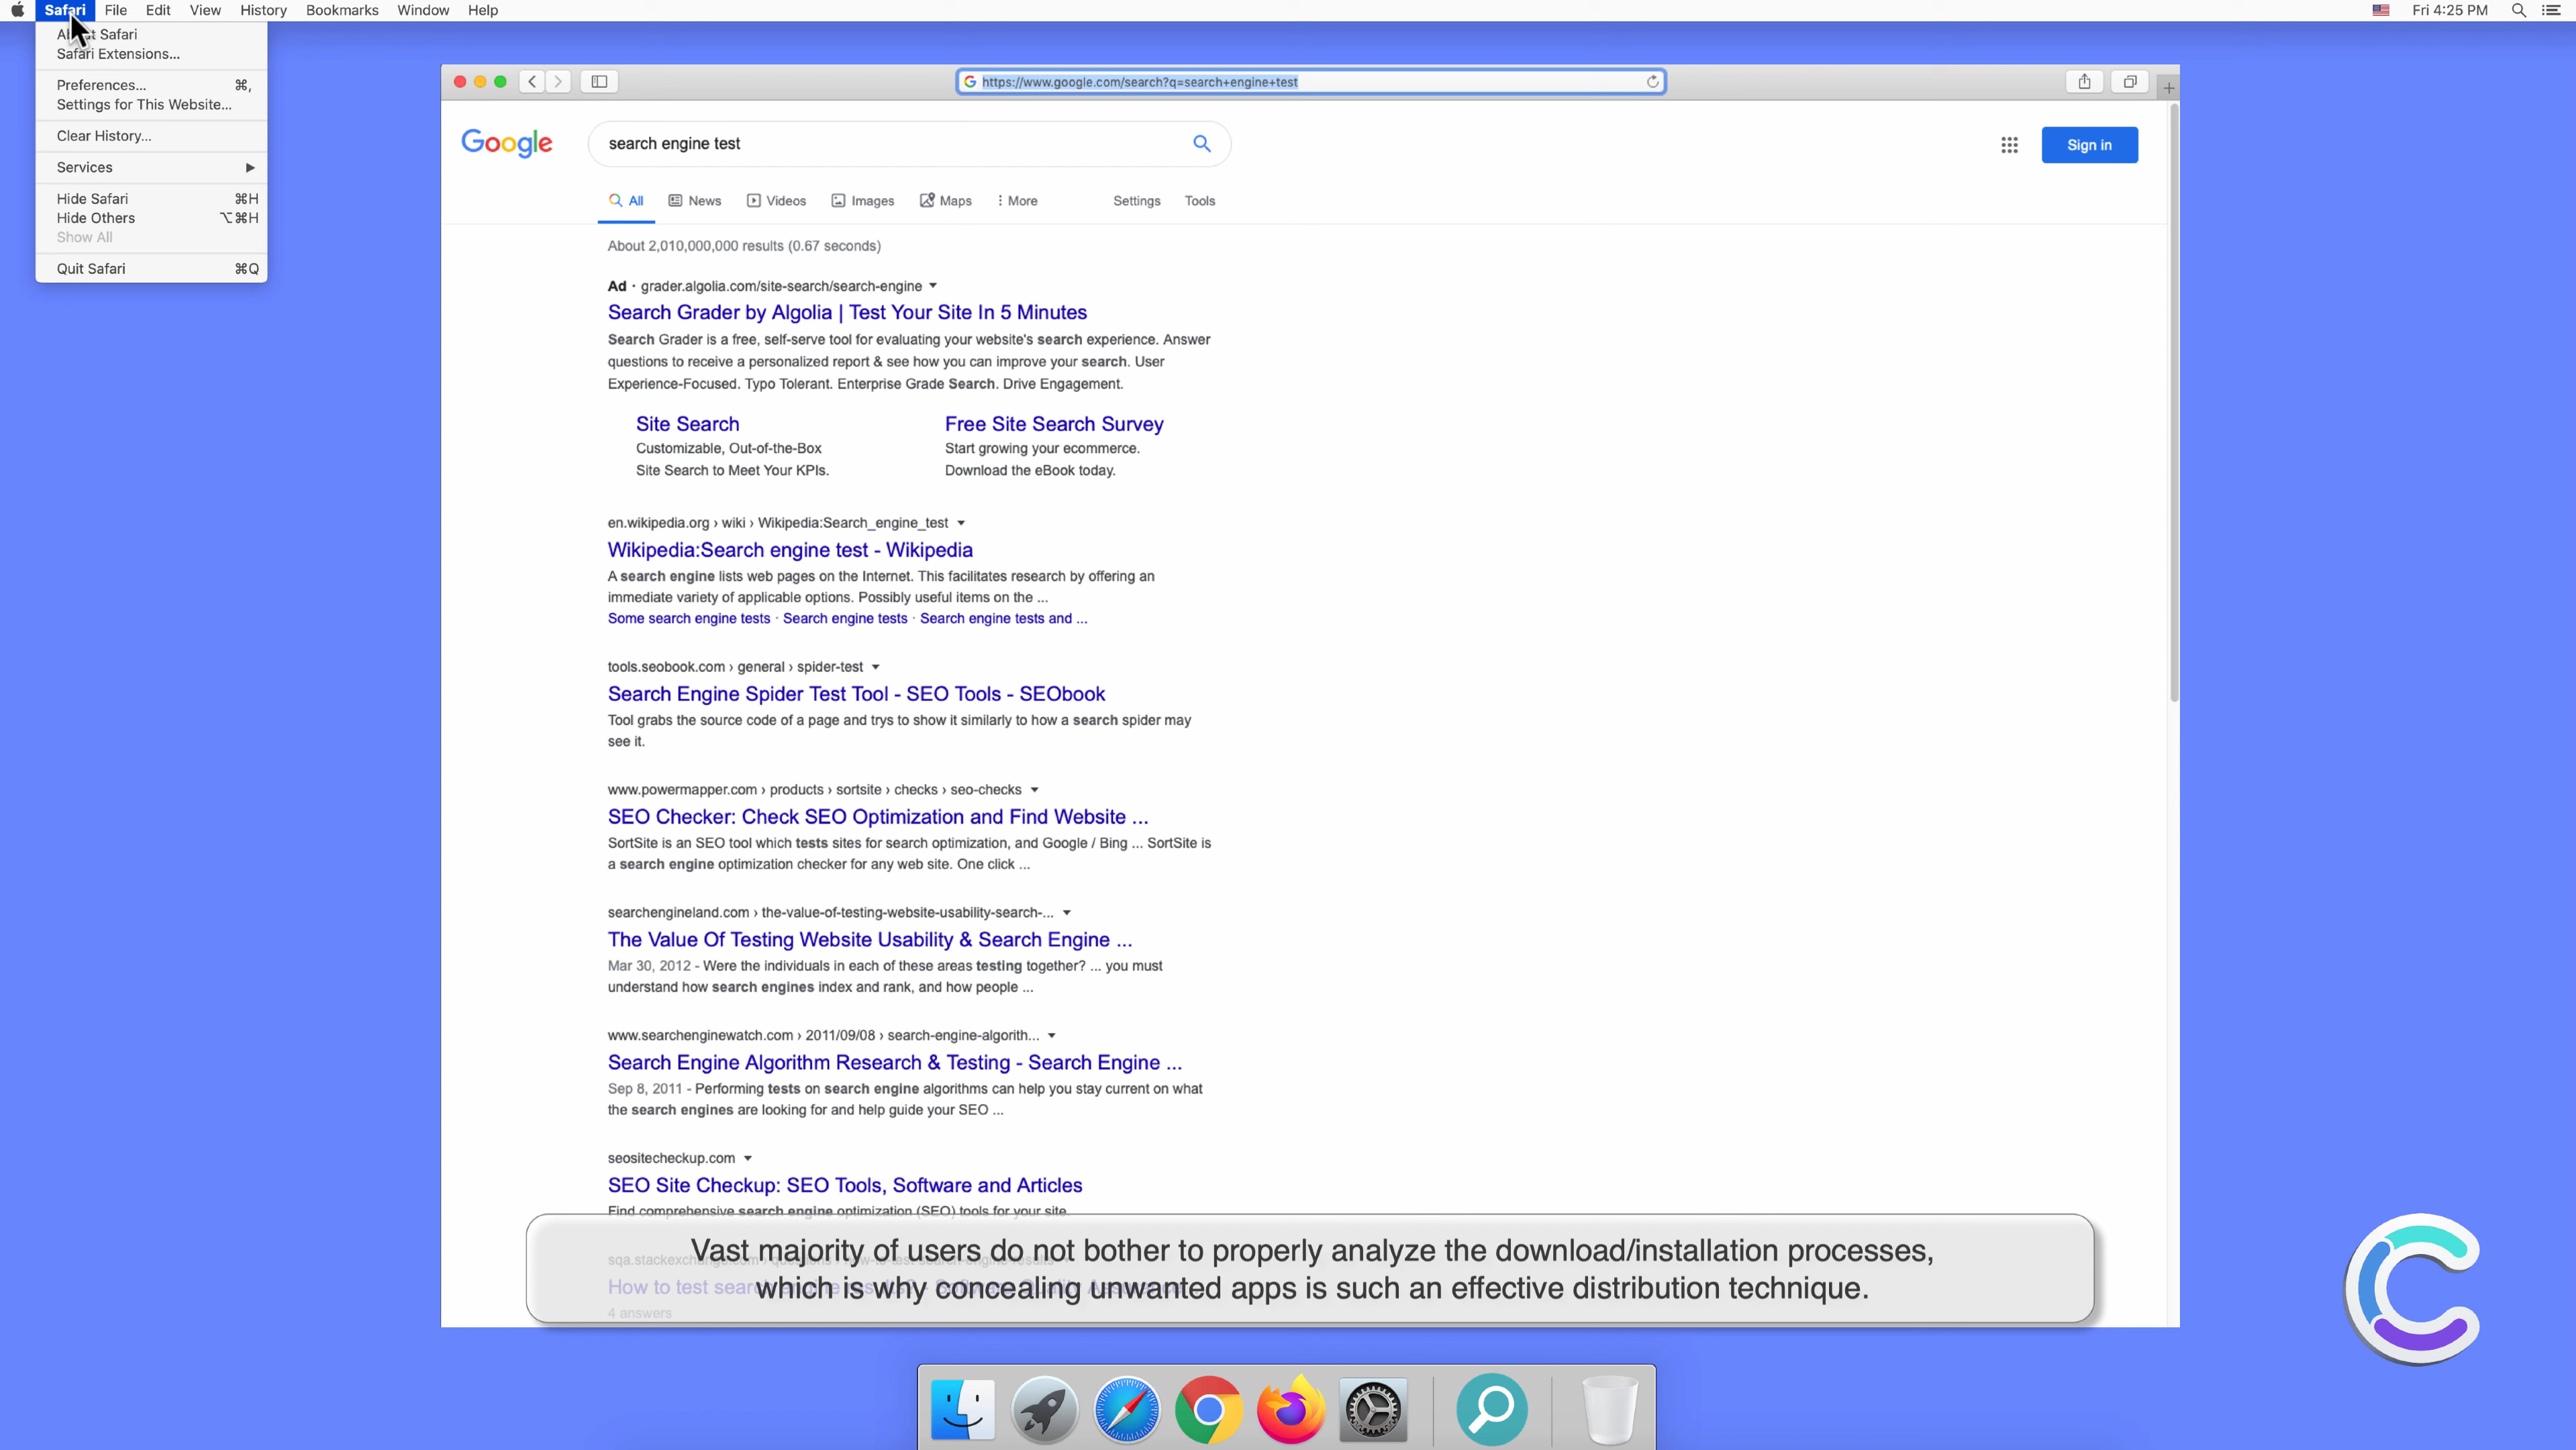 Safari File Edit View History Bookmarks Window Help
Fri 4:25 PM
Safari
Safari Extensions...
Preferences... ⌘,
Settings for This Website...
Clear History...
Services
Hide Safari ⌘H
Hide Others ⌥⌘H
Show All
Quit Safari ⌘Q
https://www.google.com/search?q=search+engine+test
Google
search engine test
Sign in
All News Videos Images Maps More Settings Tools
About 2,010,000,000 results (0.67 seconds)
Ad · grader.algolia.com/site-search/search-engine
Search Grader by Algolia | Test Your Site In 5 Minutes
Search Grader is a free, self-serve tool for evaluating your website's search experience. Answer
questions to receive a personalized report & see how you can improve your search. User
Experience-Focused. Typo Tolerant. Enterprise Grade Search. Drive Engagement.
Site Search
Customizable, Out-of-the-Box
Site Search to Meet Your KPIs.
Free Site Search Survey
Start growing your ecommerce.
Download the eBook today.
en.wikipedia.org › wiki › Wikipedia:Search_engine_test
Wikipedia:Search engine test - Wikipedia
A search engine lists web pages on the Internet. This facilitates research by offering an
immediate variety of applicable options. Possibly useful items on the ...
Some search engine tests · Search engine tests · Search engine tests and ...
tools.seobook.com › general › spider-test
Search Engine Spider Test Tool - SEO Tools - SEObook
Tool grabs the source code of a page and trys to show it similarly to how a search spider may
see it.
www.powermapper.com › products › sortsite › checks › seo-checks
SEO Checker: Check SEO Optimization and Find Website ...
SortSite is an SEO tool which tests sites for search optimization, and Google / Bing ... SortSite is
a search engine optimization checker for any web site. One click ...
searchengineland.com › the-value-of-testing-website-usability-search-...
The Value Of Testing Website Usability & Search Engine ...
Mar 30, 2012 - Were the individuals in each of these areas testing together? ... you must
understand how search engines index and rank, and how people ...
www.searchenginewatch.com › 2011/09/08 › search-engine-algorith...
Search Engine Algorithm Research & Testing - Search Engine ...
Sep 8, 2011 - Performing tests on search engine algorithms can help you stay current on what
the search engines are looking for and help guide your SEO ...
seositecheckup.com
SEO Site Checkup: SEO Tools, Software and Articles
Find comprehensive search engine optimization (SEO) tools for your site.
Vast majority of users do not bother to properly analyze the download/installation processes,
which is why concealing unwanted apps is such an effective distribution technique.
How to test
4 answers